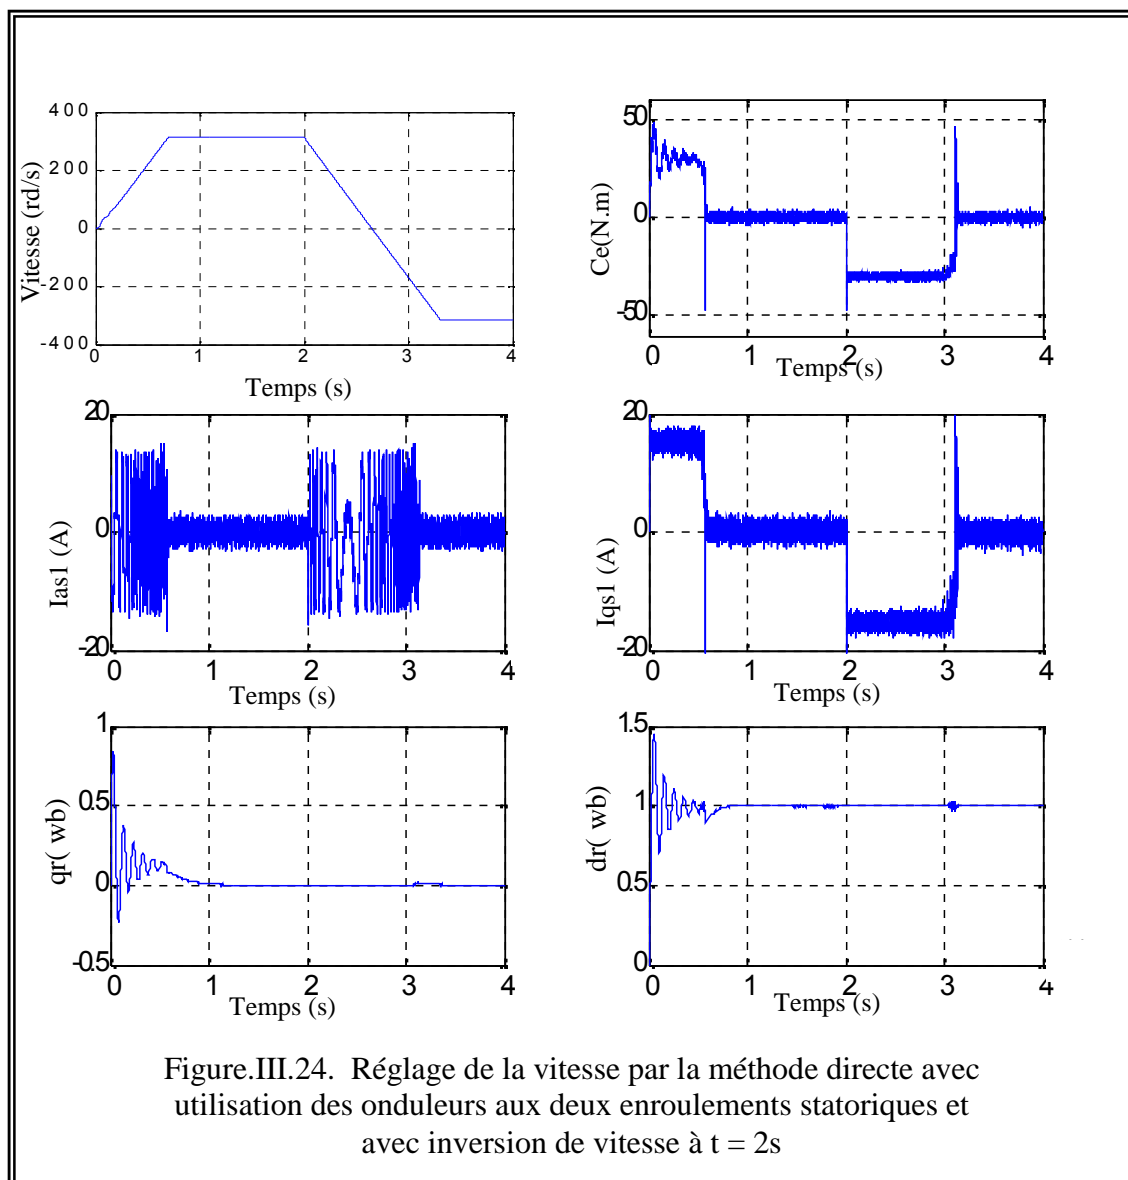 400
200
0
-200
-400
Vitesse (rd/s)
0 1 2 3 4
Temps (s)
50
0
-50
Ce(N.m)
0 1 2 3 4
Temps (s)
20
0
-20
Ias1 (A)
0 1 2 3 4
Temps (s)
20
0
-20
Iqs1 (A)
0 1 2 3 4
Temps (s)
1
0.5
0
-0.5
qr( wb)
0 1 2 3 4
Temps (s)
1.5
1
0.5
0
dr( wb)
0 1 2 3 4
Temps (s)
Figure.III.24. Réglage de la vitesse par la méthode directe avec
utilisation des onduleurs aux deux enroulements statoriques et
avec inversion de vitesse à t = 2s